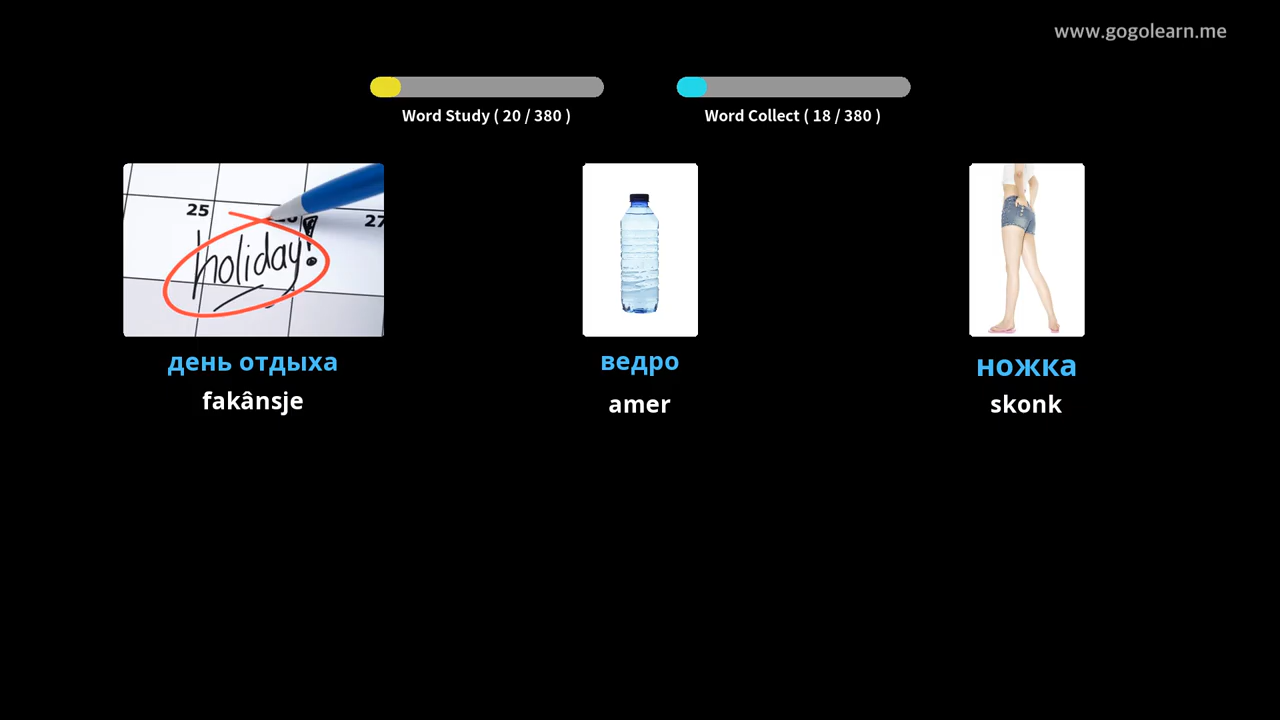 www.gogolearn.me
Word Study ( 20 / 380 )
Word Collect ( 18 / 380 )
25
27
holiday!
день отдыха
fakânsje
ведро
amer
ножка
skonk